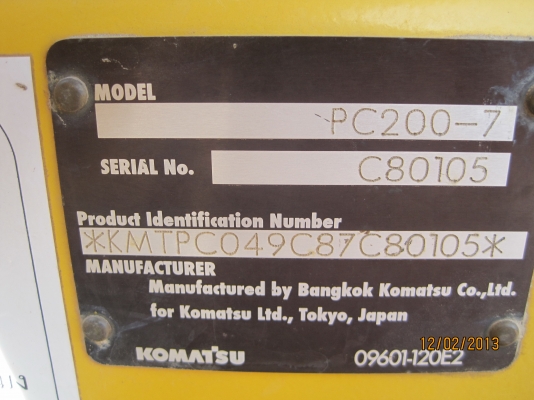 MODEL
PC200-7
SERIAL No.
C80105
Product Identification Number
*KMTPC049C87C80105*
MANUFACTURER
Manufactured by Bangkok Komatsu Co.,Ltd.
for Komatsu Ltd., Tokyo, Japan
KOMATSU
09601-120E2
12/02/2013